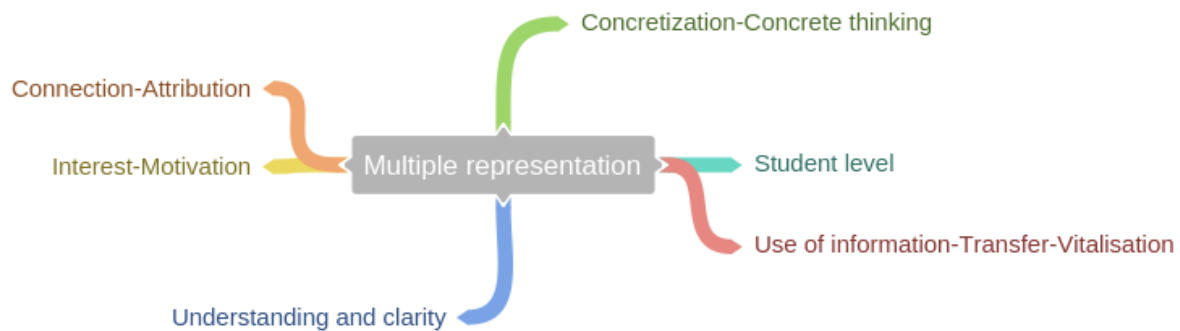 Concretization-Concrete thinking
Connection-Attribution
Interest-Motivation
Multiple representation
Student level
Use of information-Transfer-Vitalisation
Understanding and clarity